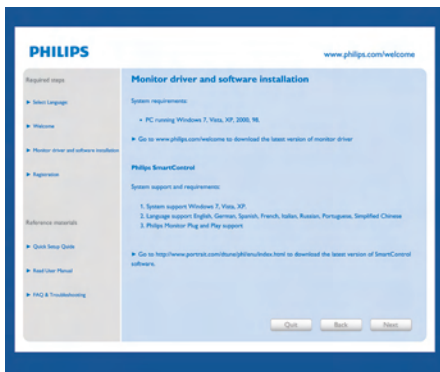 PHILIPS
www.philips.com/welcome
Required steps
Select Language
Welcome
Monitor driver and software installation
Registration
Reference materials
Quick Setup Guide
Read User Manual
FAQ & Troubleshooting
Monitor driver and software installation
System requirements:
• PC running Windows 7, Vista, XP, 2000, 98,
Go to www.philips.com/welcome to download the latest version of monitor driver
Philips SmartControl
System support and requirements:
1. System support Windows 7, Vista, XP.
2. Language support English, German, Spanish, French, Italian, Russian, Portuguese, Simplified Chinese
3. Philips Monitor Plug and Play support
Go to http://www.portrait.com/dtune/phl/enu/index.html to download the latest version of SmartControl
software.
Quit
Back
Next